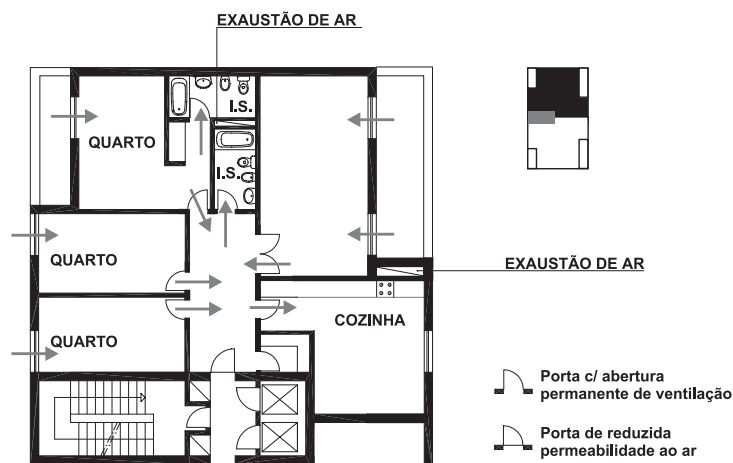 EXAUSTÃO DE AR
I.S.
QUARTO
I.S.
QUARTO
EXAUSTÃO DE AR
COZINHA
QUARTO
Porta c/ abertura
permanente de ventilação
Porta de reduzida
permeabilidade ao ar